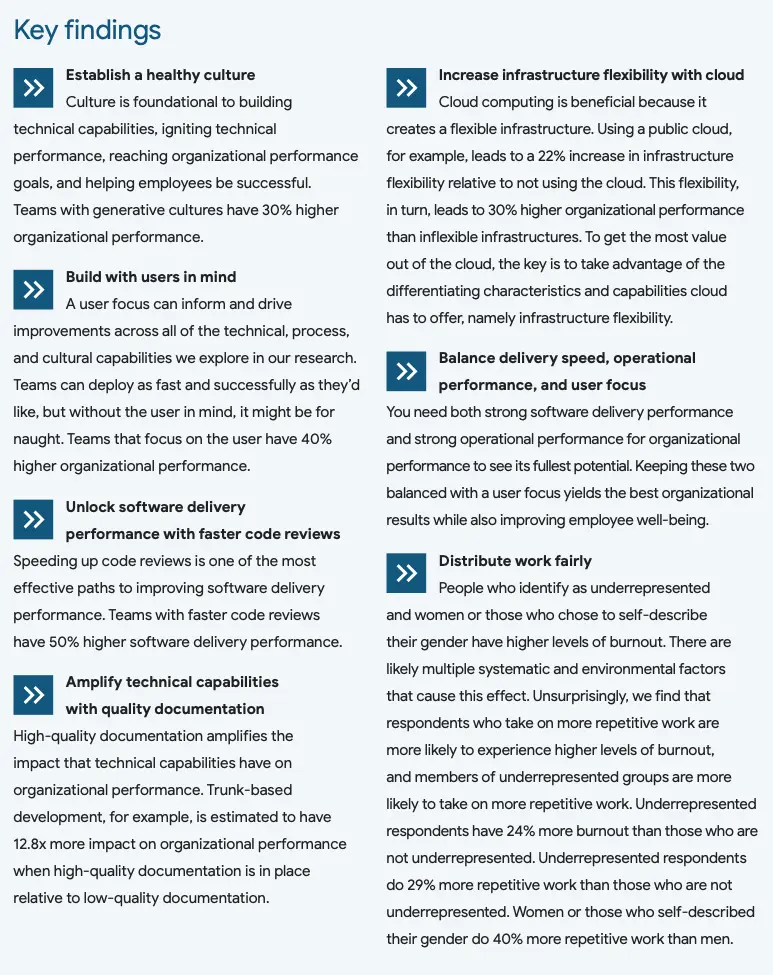 Key findings
Establish a healthy culture
Culture is foundational to building
technical capabilities, igniting technical
performance, reaching organizational performance
goals, and helping employees be successful.
Teams with generative cultures have 30% higher
organizational performance.
Build with users in mind
A user focus can inform and drive
improvements across all of the technical, process,
and cultural capabilities we explore in our research.
Teams can deploy as fast and successfully as they’d
like, but without the user in mind, it might be for
naught. Teams that focus on the user have 40%
higher organizational performance.
Unlock software delivery
performance with faster code reviews
Speeding up code reviews is one of the most
effective paths to improving software delivery
performance. Teams with faster code reviews
have 50% higher software delivery performance.
Amplify technical capabilities
with quality documentation
High-quality documentation amplifies the
impact that technical capabilities have on
organizational performance. Trunk-based
development, for example, is estimated to have
12.8x more impact on organizational performance
when high-quality documentation is in place
relative to low-quality documentation.
Increase infrastructure flexibility with cloud
Cloud computing is beneficial because it
creates a flexible infrastructure. Using a public cloud,
for example, leads to a 22% increase in infrastructure
flexibility relative to not using the cloud. This flexibility,
in turn, leads to 30% higher organizational performance
than inflexible infrastructures. To get the most value
out of the cloud, the key is to take advantage of the
differentiating characteristics and capabilities cloud
has to offer, namely infrastructure flexibility.
Balance delivery speed, operational
performance, and user focus
You need both strong software delivery performance
and strong operational performance for organizational
performance to see its fullest potential. Keeping these two
balanced with a user focus yields the best organizational
results while also improving employee well-being.
Distribute work fairly
People who identify as underrepresented
and women or those who chose to self-describe
their gender have higher levels of burnout. There are
likely multiple systematic and environmental factors
that cause this effect. Unsurprisingly, we find that
respondents who take on more repetitive work are
more likely to experience higher levels of burnout,
and members of underrepresented groups are more
likely to take on more repetitive work. Underrepresented
respondents have 24% more burnout than those who are
not underrepresented. Underrepresented respondents
do 29% more repetitive work than those who are not
underrepresented. Women or those who self-described
their gender do 40% more repetitive work than men.